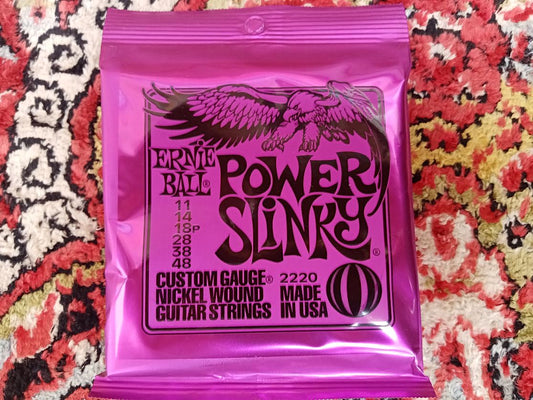 ERNIE
BALL®
POWER
SLINKY®
11
14
18P
28
38
48
CUSTOM GAUGE®
NICKEL WOUND
GUITAR STRINGS
2220
MADE
IN USA